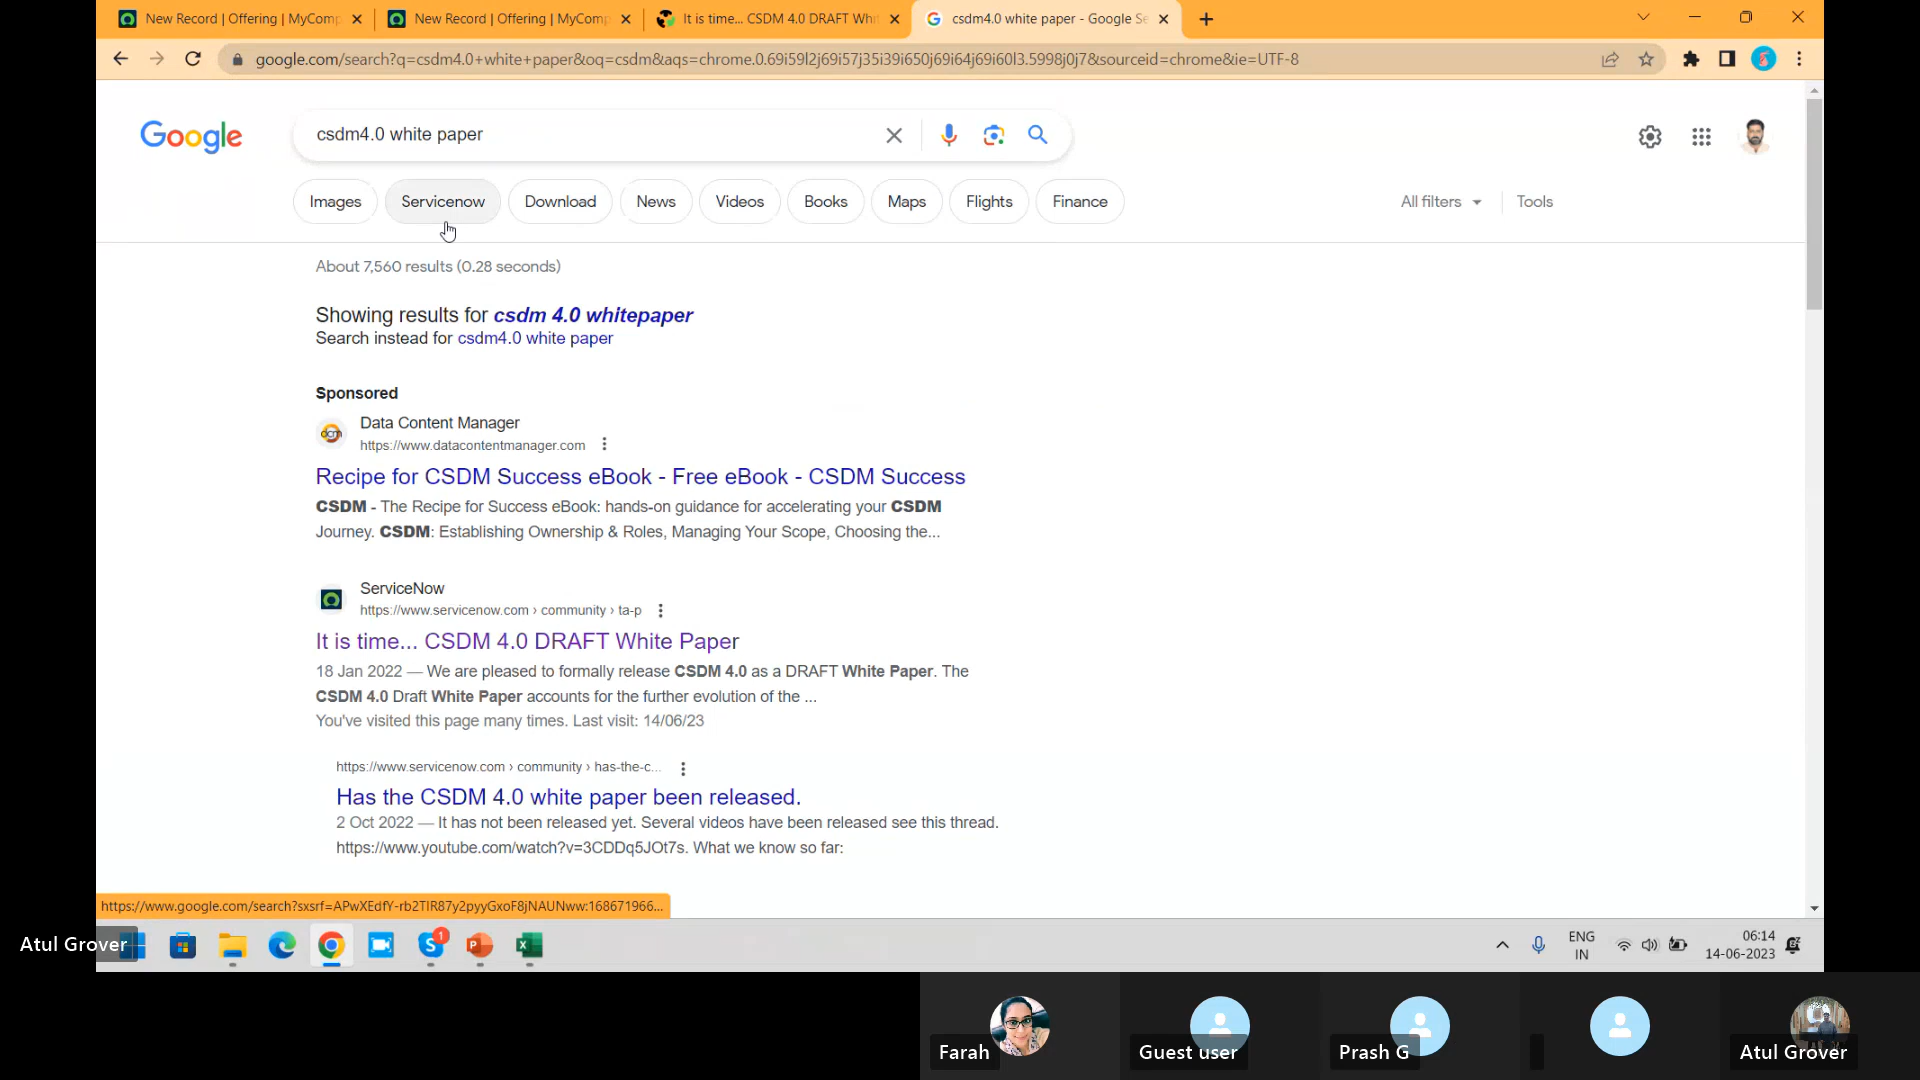 New Record | Offering | MyComp
New Record | Offering | MyComp
It is time... CSDM 4.0 DRAFT Whi
csdm4.0 white paper - Google Se
google.com/search?q=csdm4.0+white+paper&oq=csdm&aqs=chrome.0.69i59l2j69i57j35i39i650j69i64j69i60l3.5998j0j7&sourceid=chrome&ie=UTF-8
Google
csdm4.0 white paper
Images Servicenow Download News Videos Books Maps Flights Finance All filters Tools
About 7,560 results (0.28 seconds)
Showing results for csdm 4.0 whitepaper
Search instead for csdm4.0 white paper
Sponsored
Data Content Manager
https://www.datacontentmanager.com
Recipe for CSDM Success eBook - Free eBook - CSDM Success
CSDM - The Recipe for Success eBook: hands-on guidance for accelerating your CSDM
Journey. CSDM: Establishing Ownership & Roles, Managing Your Scope, Choosing the...
ServiceNow
https://www.servicenow.com › community › ta-p
It is time... CSDM 4.0 DRAFT White Paper
18 Jan 2022 — We are pleased to formally release CSDM 4.0 as a DRAFT White Paper. The
CSDM 4.0 Draft White Paper accounts for the further evolution of the ...
You've visited this page many times. Last visit: 14/06/23
https://www.servicenow.com › community › has-the-c...
Has the CSDM 4.0 white paper been released.
2 Oct 2022 — It has not been released yet. Several videos have been released see this thread.
https://www.youtube.com/watch?v=3CDDq5JOt7s. What we know so far:
https://www.google.com/search?sxsrf=APwXEdfY-rb2TIR87y2pyyGxoF8jNAUNww:168671966...
Atul Grover
1
ENG
IN
06:14
14-06-2023
Farah
Guest user
Prash G
Atul Grover